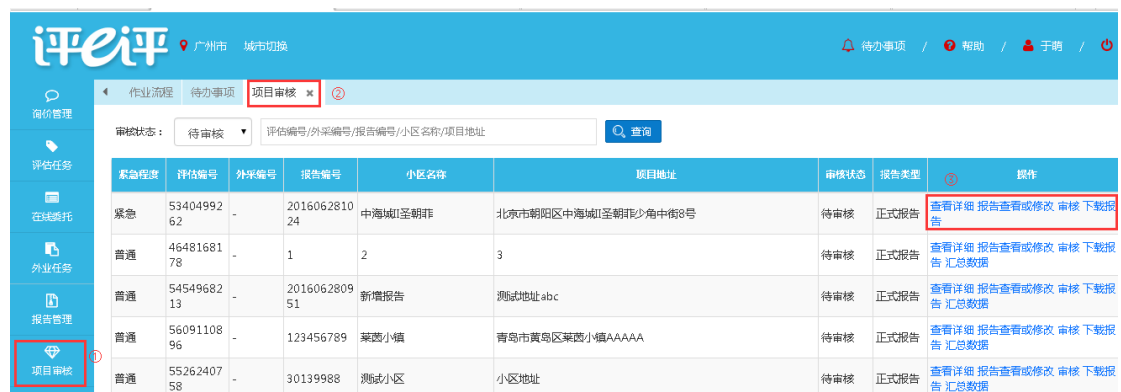 i评e评 广州市 城市切换 待办事项 / ? 帮助 / 于萌 /
询价管理
评估任务
在线委托
外业任务
报告管理
项目审核 ①
作业流程 待办事项 项目审核 × ②
审核状态： 待审核 ▼ 评估编号/外采编号/报告编号/小区名称/项目地址 查询
紧急程度 评估编号 外采编号 报告编号 小区名称 项目地址 审核状态 报告类型 ③ 操作
紧急 5340499262 - 201606281024 中海城II圣朝菲 北京市朝阳区中海城II圣朝菲少角中街8号 待审核 正式报告 查看详细 报告查看或修改 审核 下载报告
普通 4648168178 - 1 2 3 待审核 正式报告 查看详细 报告查看或修改 审核 下载报告 汇总数据
普通 5454968213 - 201606280951 新增报告 测试地址abc 待审核 正式报告 查看详细 报告查看或修改 审核 下载报告 汇总数据
普通 5609110896 - 123456789 莱茵小镇 青岛市黄岛区莱茵小镇AAAAA 待审核 正式报告 查看详细 报告查看或修改 审核 下载报告 汇总数据
普通 5526240758 - 30139988 测试小区 小区地址 待审核 正式报告 查看详细 报告查看或修改 审核 下载报告 汇总数据